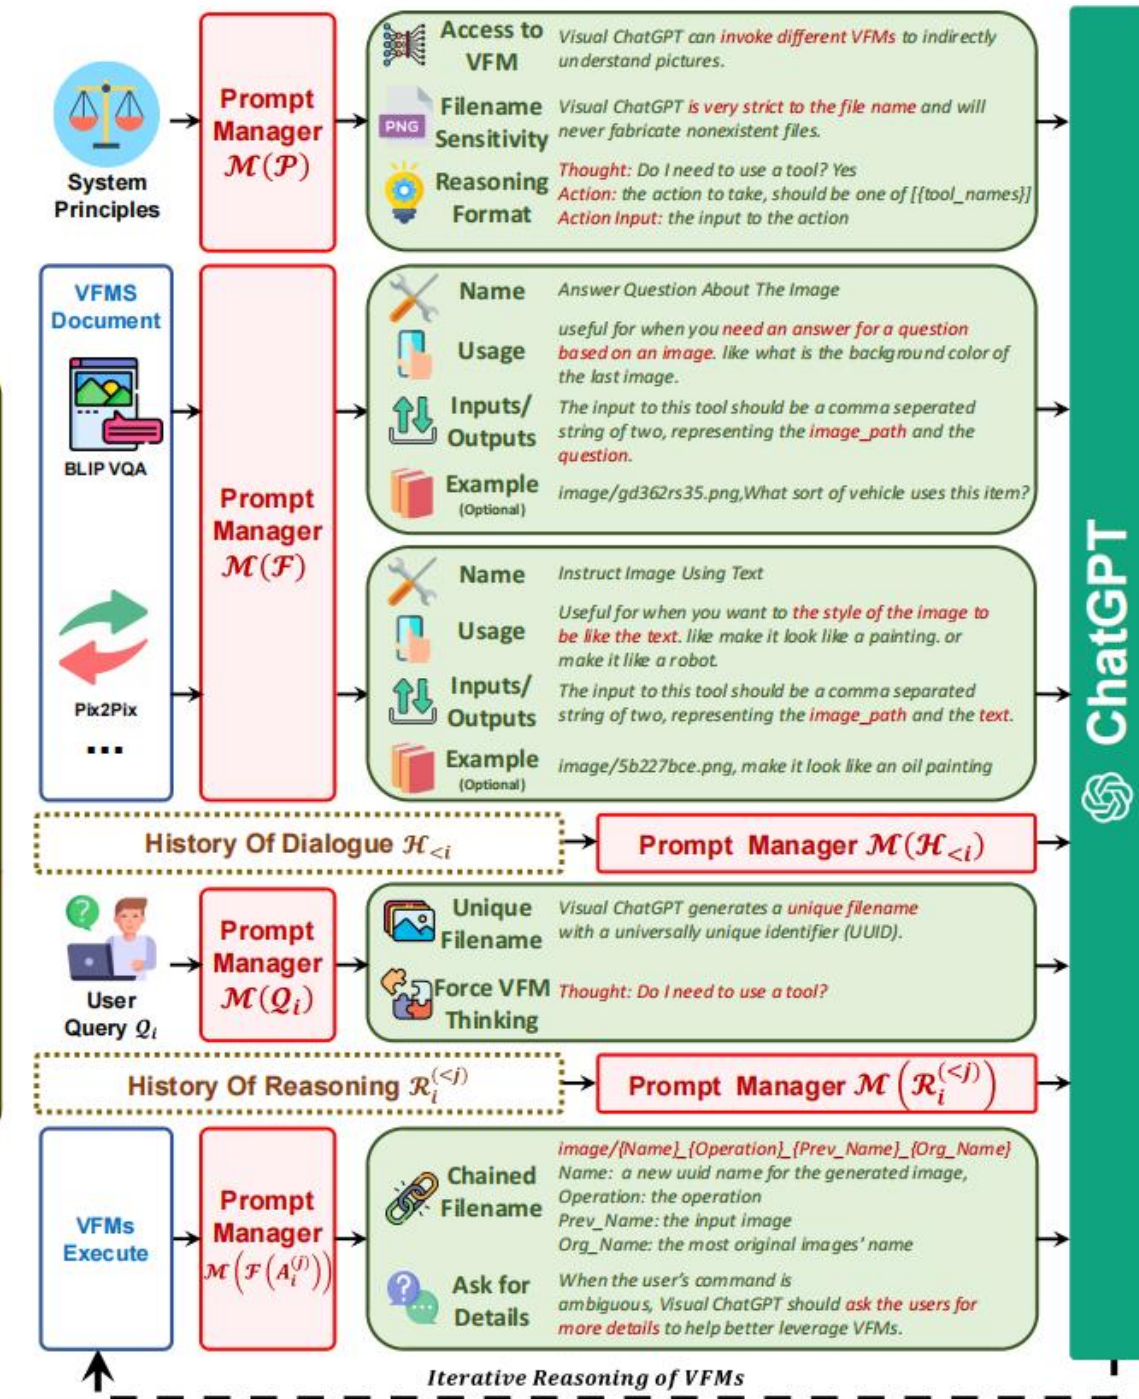 System
Principles
Prompt
Manager
ℳ(𝒫)
Access to
VFM
Visual ChatGPT can invoke different VFMs to indirectly
understand pictures.
PNG
Filename
Sensitivity
Visual ChatGPT is very strict to the file name and will
never fabricate nonexistent files.
Reasoning
Format
Thought: Do I need to use a tool? Yes
Action: the action to take, should be one of [{tool_names}]
Action Input: the input to the action
VFMS
Document
BLIP VQA
Pix2Pix
...
Prompt
Manager
ℳ(ℱ)
Name
Answer Question About The Image
Usage
useful for when you need an answer for a question
based on an image. like what is the background color of
the last image.
Inputs/
Outputs
The input to this tool should be a comma seperated
string of two, representing the image_path and the
question.
Example
(Optional)
image/gd362rs35.png,What sort of vehicle uses this item?
Name
Instruct Image Using Text
Usage
Useful for when you want to the style of the image to
be like the text. like make it look like a painting. or
make it like a robot.
Inputs/
Outputs
The input to this tool should be a comma separated
string of two, representing the image_path and the text.
Example
(Optional)
image/5b227bce.png, make it look like an oil painting
History Of Dialogue ℋ<i
Prompt Manager ℳ(ℋ<i)
User
Query 𝒬i
Prompt
Manager
ℳ(𝒬i)
Unique
Filename
Visual ChatGPT generates a unique filename
with a universally unique identifier (UUID).
Force VFM
Thinking
Thought: Do I need to use a tool?
History Of Reasoning ℛi(<j)
Prompt Manager ℳ(ℛi(<j))
VFMs
Execute
Prompt
Manager
ℳ(ℱ(Ai(j)))
Chained
Filename
image/{Name}_{Operation}_{Prev_Name}_{Org_Name}
Name: a new uuid name for the generated image,
Operation: the operation
Prev_Name: the input image
Org_Name: the most original images’ name
Ask for
Details
When the user’s command is
ambiguous, Visual ChatGPT should ask the users for
more details to help better leverage VFMs.
ChatGPT
Iterative Reasoning of VFMs